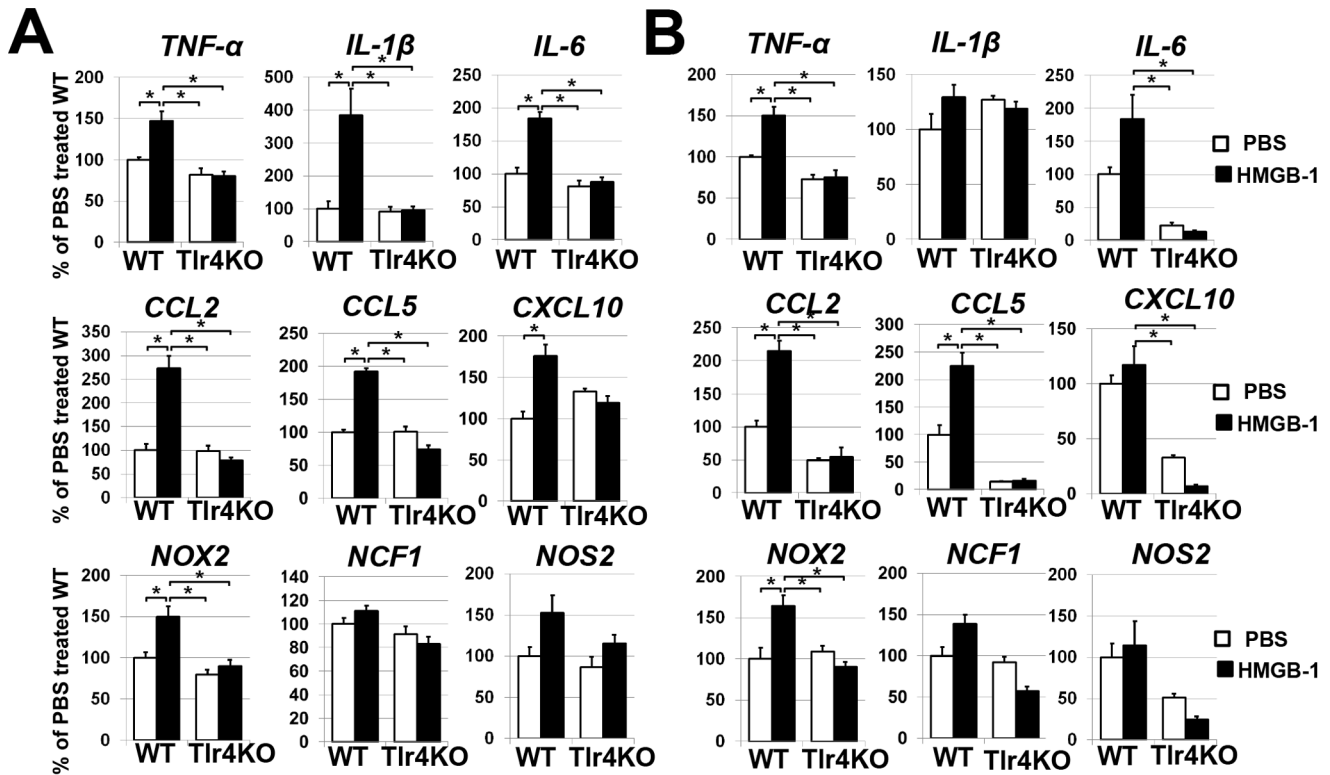 A
B
TNF-α IL-1β IL-6
% of PBS treated WT
200 150 100 50 0
* * *
WT Tlr4KO
500 400 300 200 100 0
* * *
WT Tlr4KO
250 200 150 100 50 0
* * *
WT Tlr4KO
CCL2 CCL5 CXCL10
% of PBS treated WT
350 300 250 200 150 100 50 0
* * *
WT Tlr4KO
250 200 150 100 50 0
* * *
WT Tlr4KO
200 150 100 50 0
*
WT Tlr4KO
NOX2 NCF1 NOS2
% of PBS treated WT
200 150 100 50 0
* * *
WT Tlr4KO
140 120 100 80 60 40 20 0
WT Tlr4KO
200 150 100 50 0
WT Tlr4KO
TNF-α IL-1β IL-6
200 150 100 50 0
* * *
WT Tlr4KO
150 100 50 0
WT Tlr4KO
250 200 150 100 50 0
* *
WT Tlr4KO
PBS
HMGB-1
CCL2 CCL5 CXCL10
250 200 150 100 50 0
* * *
WT Tlr4KO
300 250 200 150 100 50 0
* * *
WT Tlr4KO
150 100 50 0
* *
WT Tlr4KO
PBS
HMGB-1
NOX2 NCF1 NOS2
200 150 100 50 0
* * *
WT Tlr4KO
200 150 100 50 0
WT Tlr4KO
200 150 100 50 0
WT Tlr4KO
PBS
HMGB-1